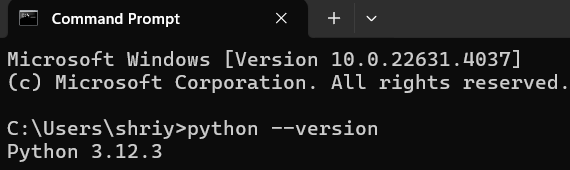 Command Prompt
Microsoft Windows [Version 10.0.22631.4037]
(c) Microsoft Corporation. All rights reserved.
C:\Users\shriy>python --version
Python 3.12.3